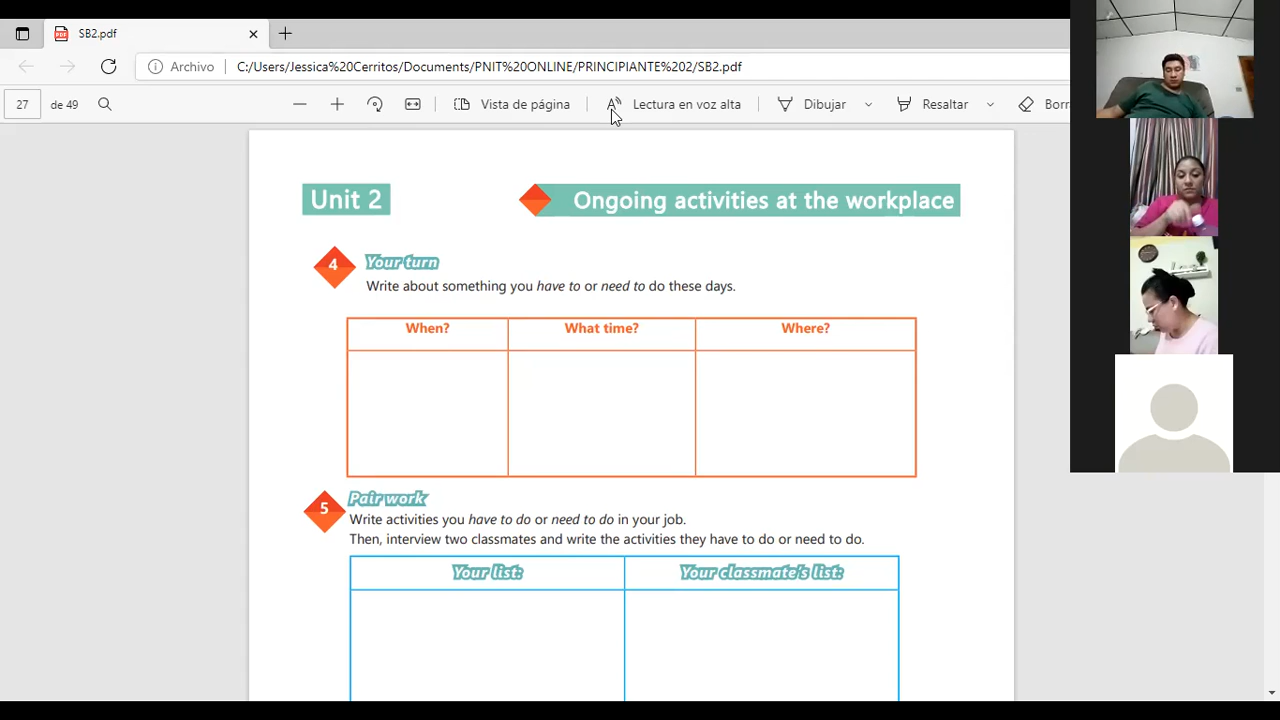 SB2.pdf
Archivo C:/Users/Jessica%20Cerritos/Documents/PNIT%20ONLINE/PRINCIPIANTE%202/SB2.pdf
27 de 49 Vista de página Lectura en voz alta Dibujar Resaltar Borr
Unit 2 Ongoing activities at the workplace
4 Your turn
Write about something you have to or need to do these days.
When? What time? Where?
5 Pair work
Write activities you have to do or need to do in your job.
Then, interview two classmates and write the activities they have to do or need to do.
Your list: Your classmate's list: